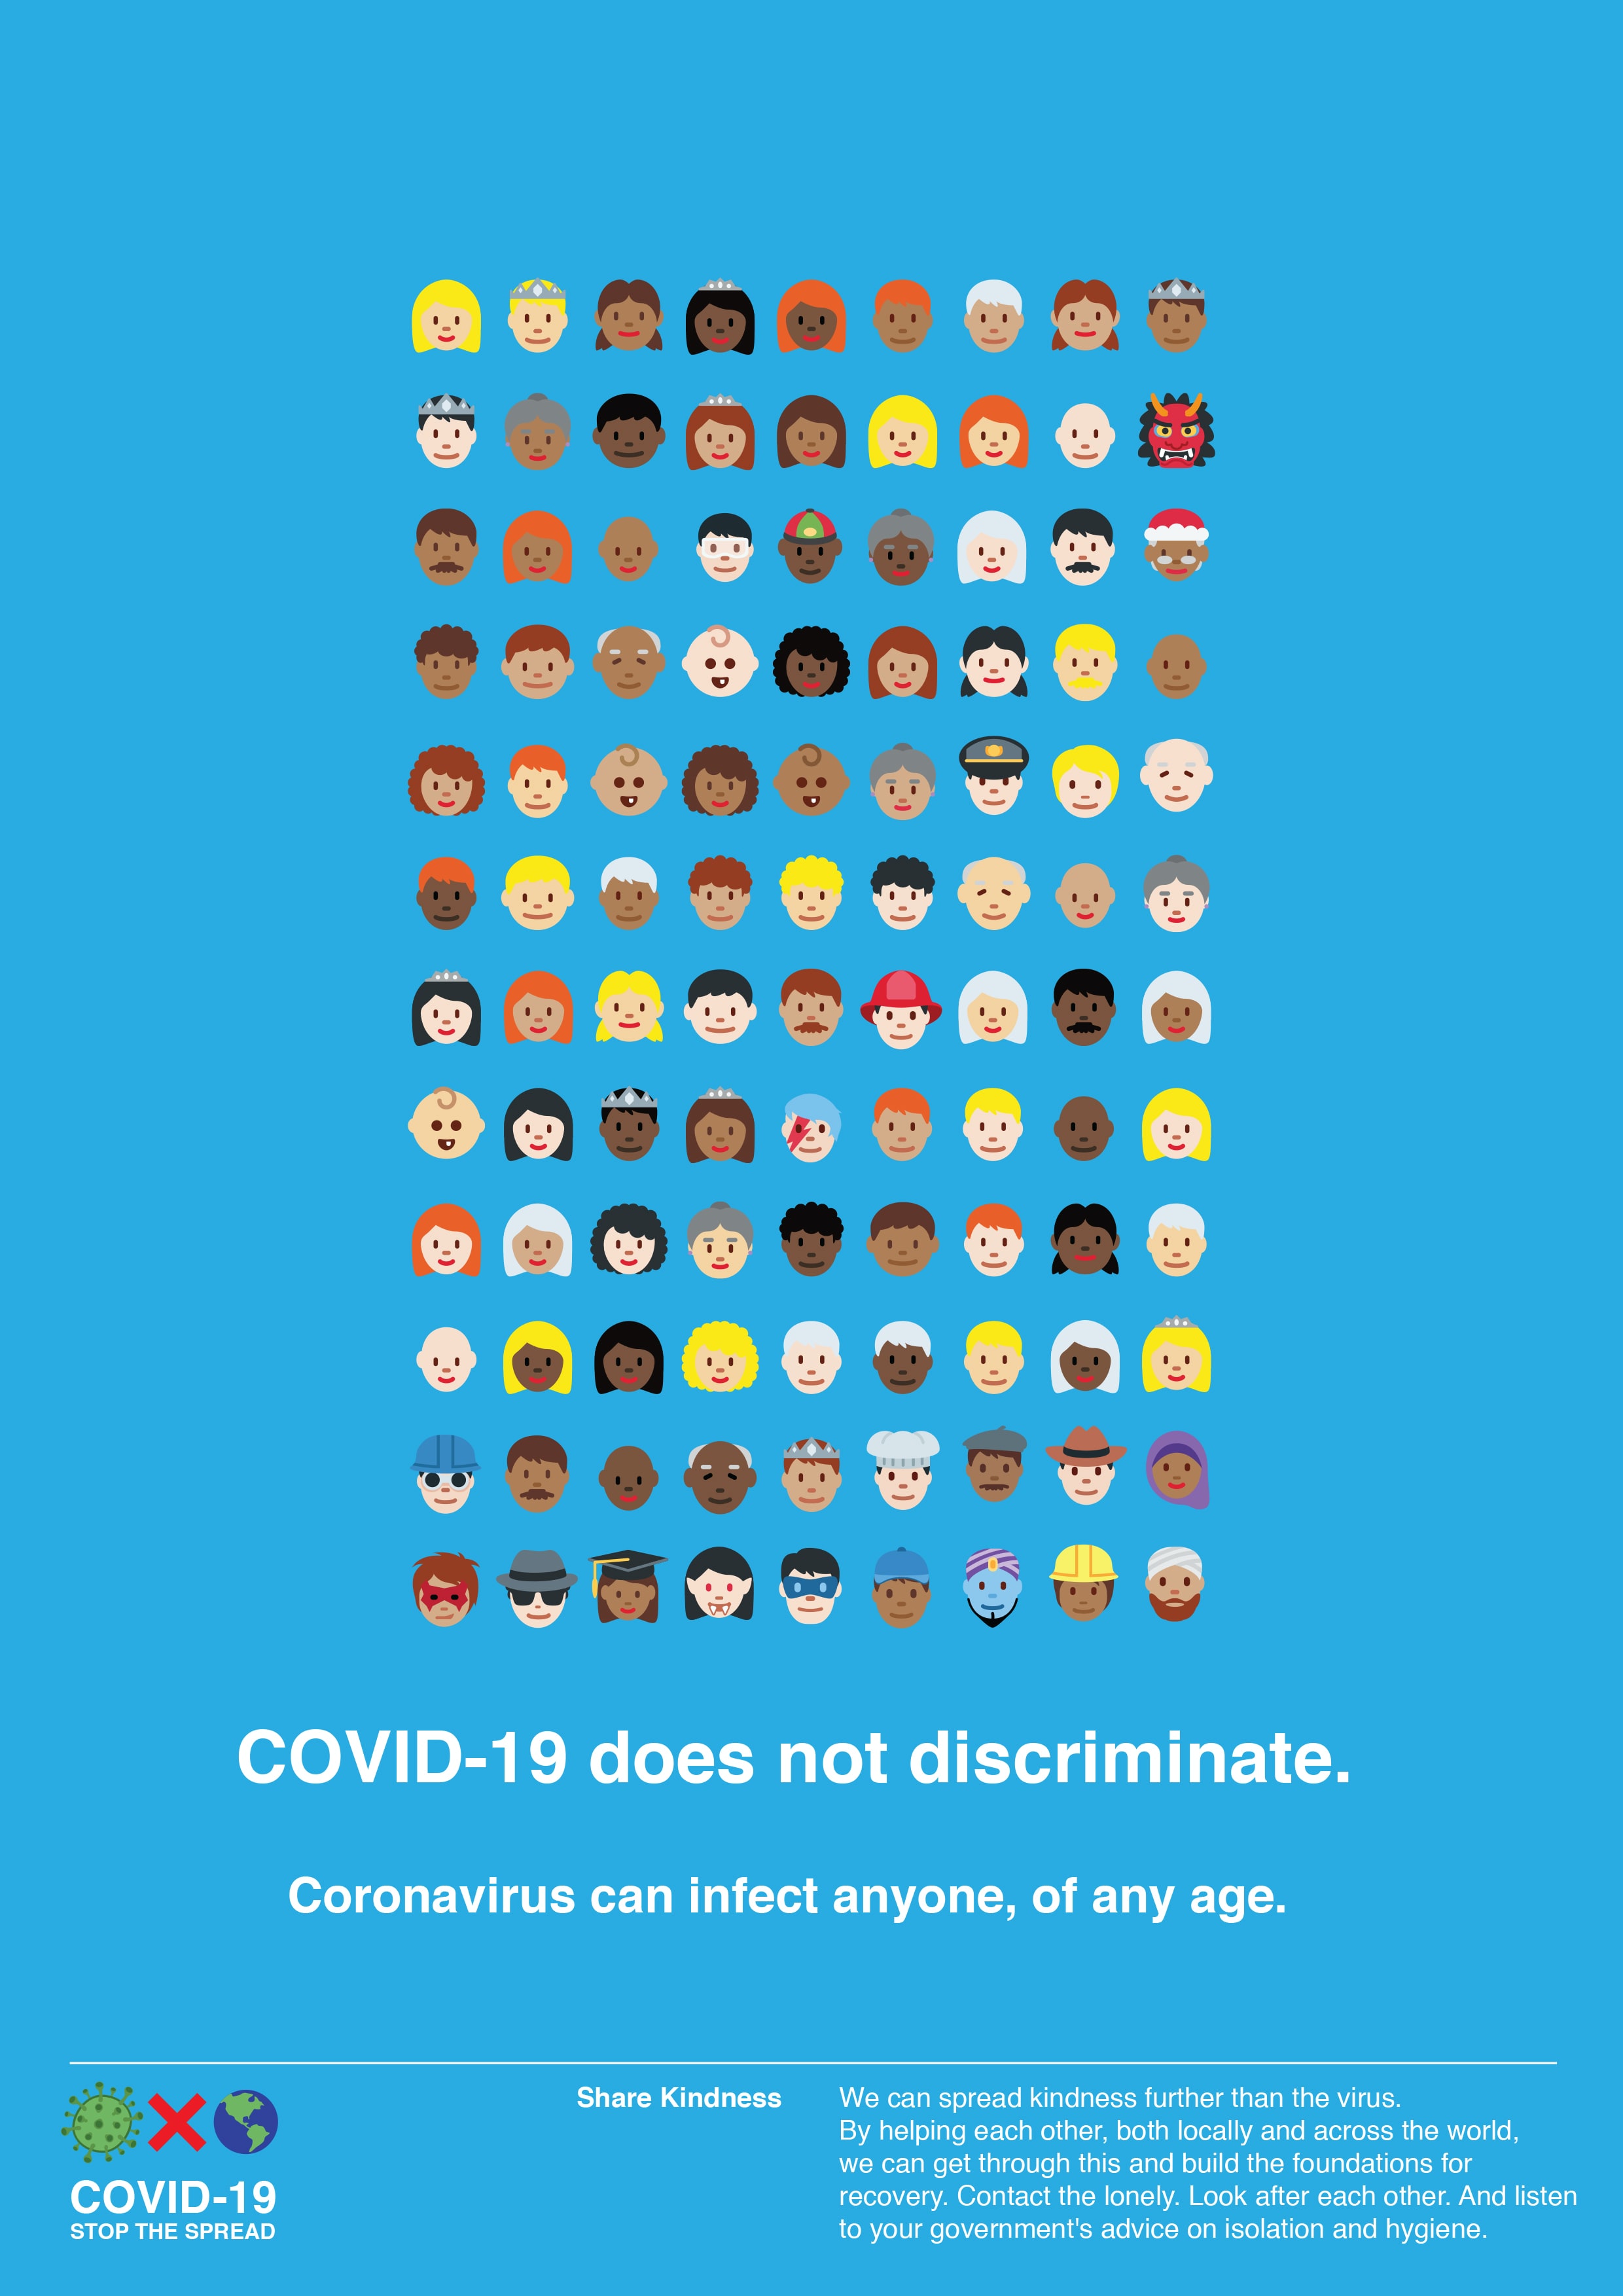 COVID-19 does not discriminate.
Coronavirus can infect anyone, of any age.
COVID-19
STOP THE SPREAD
Share Kindness
We can spread kindness further than the virus.
By helping each other, both locally and across the world,
we can get through this and build the foundations for
recovery. Contact the lonely. Look after each other. And listen
to your government's advice on isolation and hygiene.